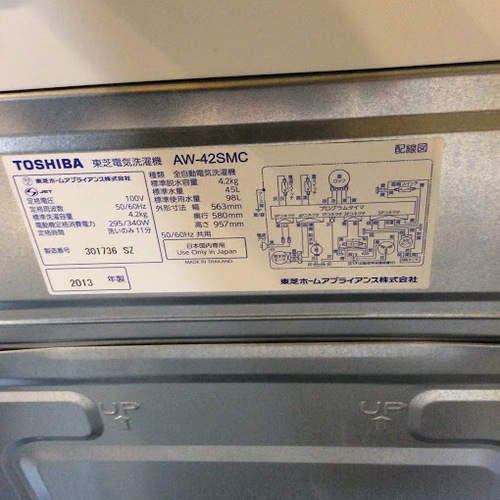 TOSHIBA 東芝電気洗濯機 AW-42SMC
東芝ホームアプライアンス株式会社
JET
定格電圧 100V
定格周波数 50/60Hz
標準洗濯容量 4.2kg
電動機定格消費電力 295/340W
製造番号 301736 SZ
2013 年製
種類 全自動電気洗濯機
標準脱水容量 4.2kg
標準水量 45L
標準使用水量 98L
外形寸法 幅 563mm
奥行 580mm
高さ 957mm
洗いのみ 11分
50/60Hz 共用
日本国内専用
Use Only in Japan
MADE IN THAILAND
配線図
プログラムタイマ
東芝ホームアプライアンス株式会社
UP
UP